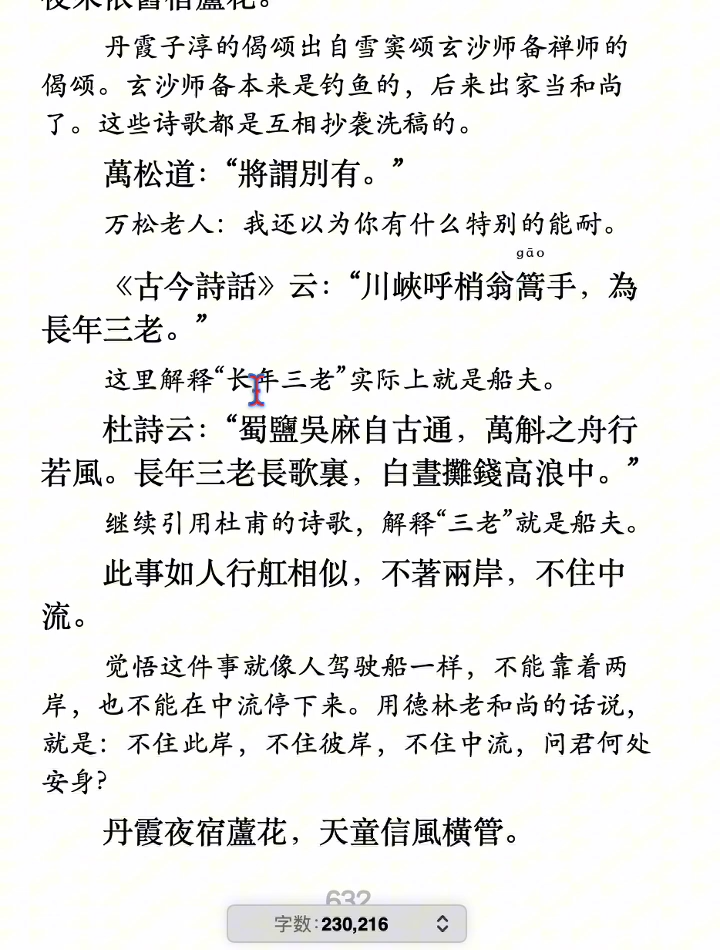 夜來依舊宿蘆花。
丹霞子淳的偈颂出自雪窦颂玄沙师备禅师的
偈颂。玄沙师备本来是钓鱼的，后来出家当和尚
了。这些诗歌都是互相抄袭洗稿的。
萬松道：“將謂別有。”
万松老人：我还以为你有什么特别的能耐。
gāo
《古今詩話》云：“川峽呼梢翁篙手，為
長年三老。”
这里解释“长年三老”实际上就是船夫。
杜詩云：“蜀鹽吳麻自古通，萬斛之舟行
若風。長年三老長歌裏，白晝攤錢高浪中。”
继续引用杜甫的诗歌，解释“三老”就是船夫。
此事如人行舡相似，不著兩岸，不住中
流。
觉悟这件事就像人驾驶船一样，不能靠着两
岸，也不能在中流停下来。用德林老和尚的话说，
就是：不住此岸，不住彼岸，不住中流，问君何处
安身？
丹霞夜宿蘆花，天童信風橫管。
632
字数:230,216